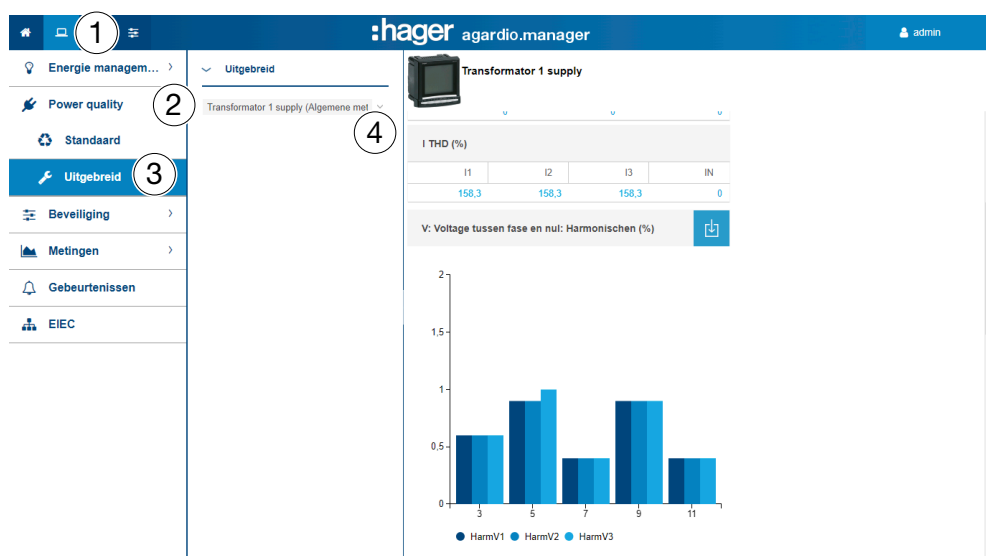 1
:hager agardio.manager
admin
Energie managem...
Power quality
2
Standaard
Uitgebreid
3
Beveiliging
Metingen
Gebeurtenissen
EIEC
Uitgebreid
Transformator 1 supply (Algemene met
4
Transformator 1 supply
0 0 0
I THD (%)
I1 I2 I3 IN
158,3 158,3 158,3 0
V: Voltage tussen fase en nul: Harmonischen (%)
2
1,5
1
0,5
0
3 5 7 9 11
HarmV1 HarmV2 HarmV3